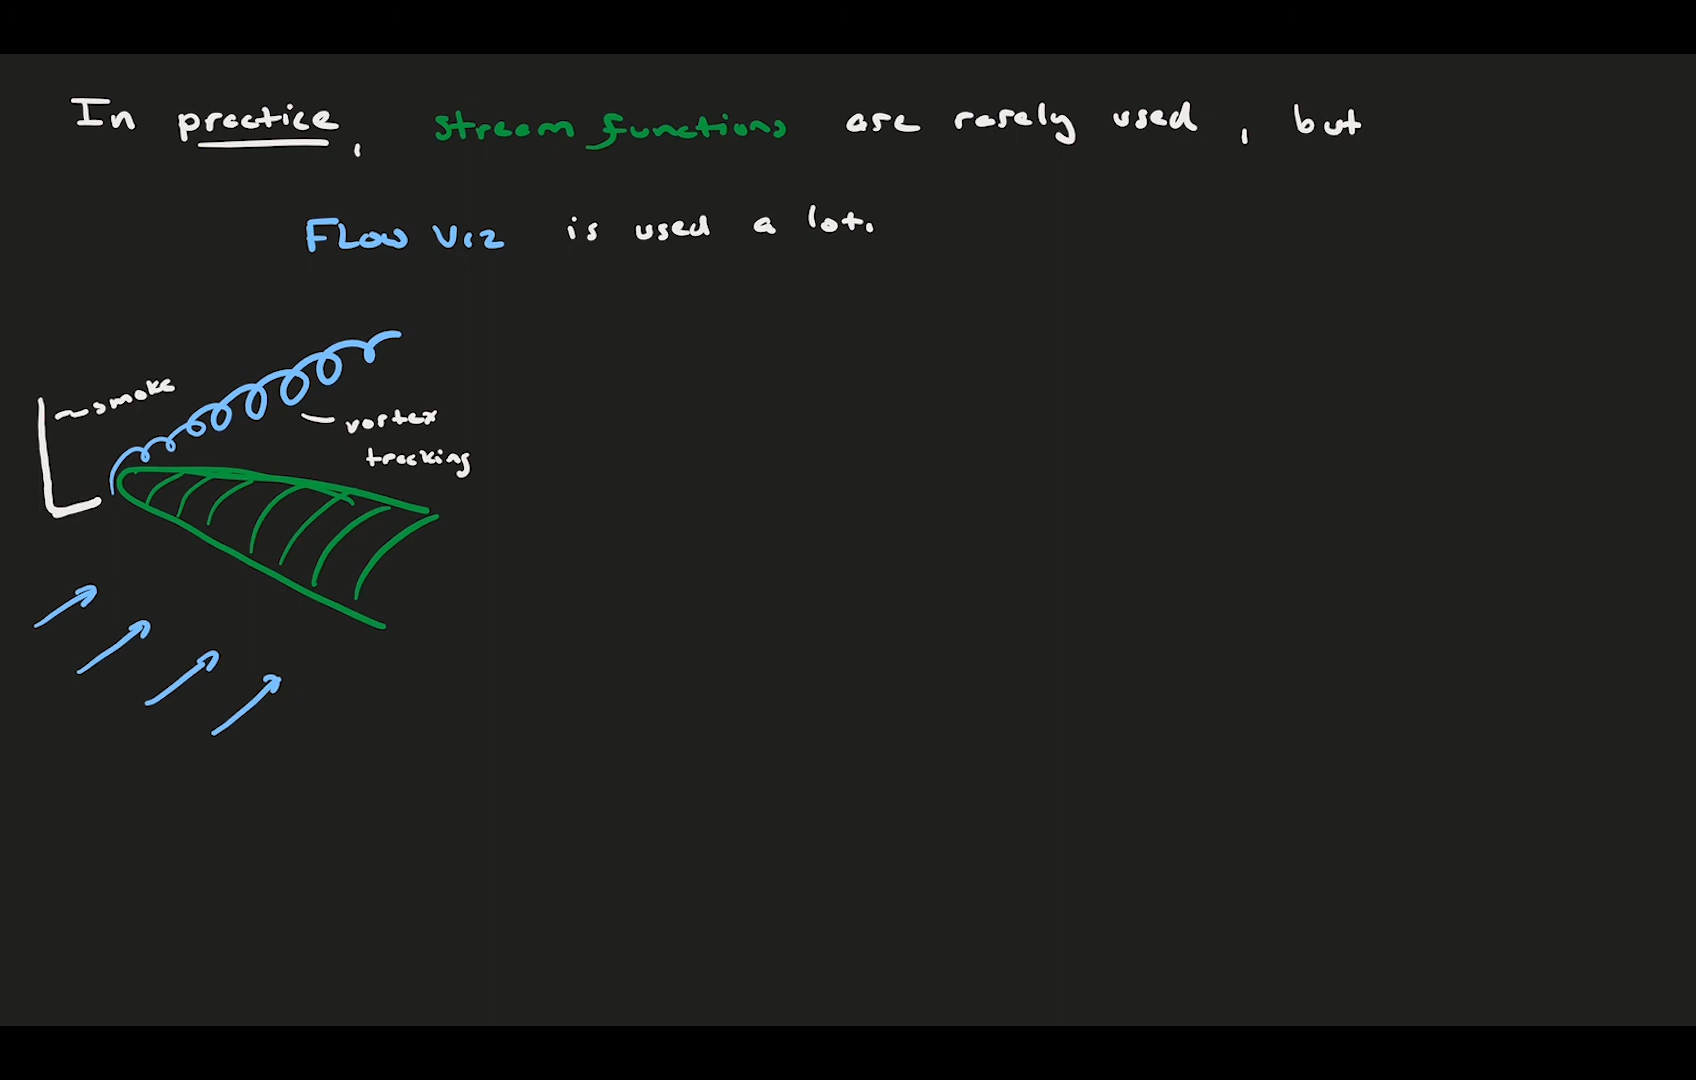 In practice, stream functions are rarely used, but
FLOW VIZ is used a lot.
smoke
vortex
tracking